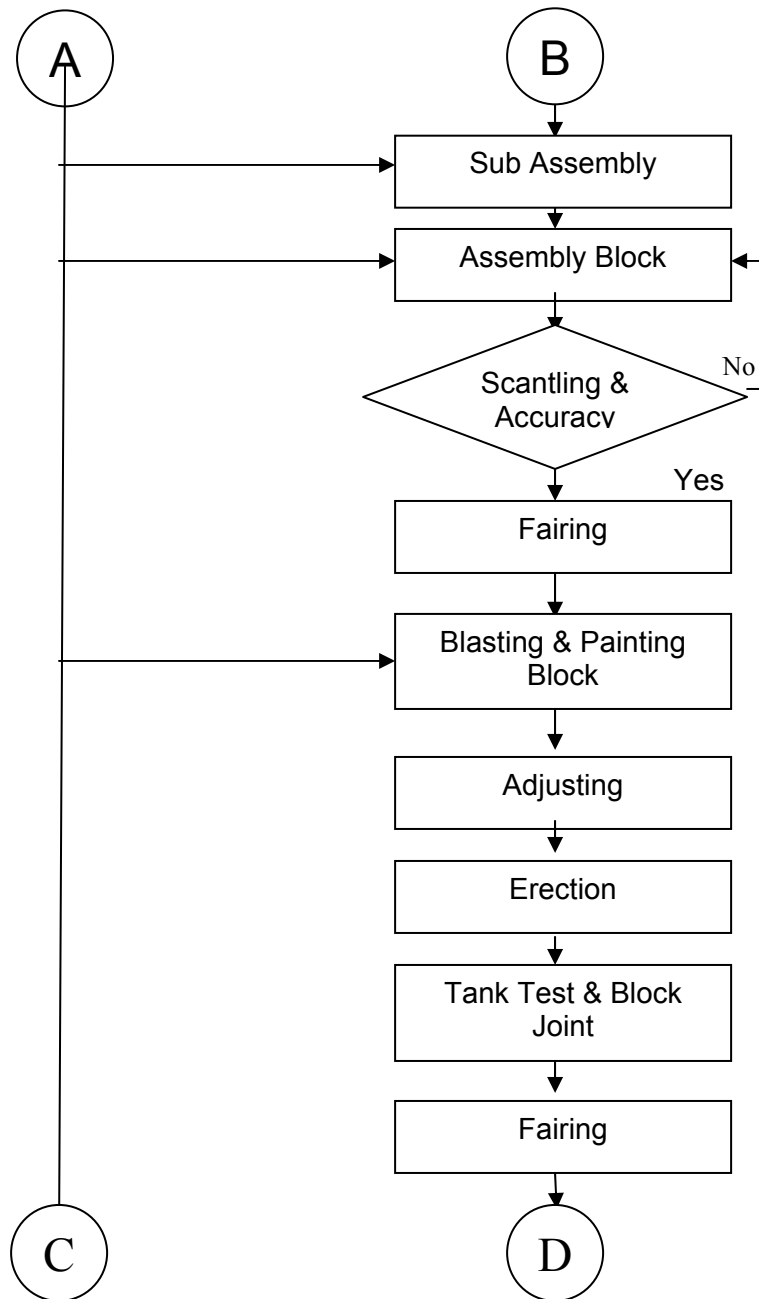 A
B
Sub Assembly
Assembly Block
No
Scantling &
Accuracy
Yes
Fairing
Blasting & Painting
Block
Adjusting
Erection
Tank Test & Block
Joint
Fairing
C
D